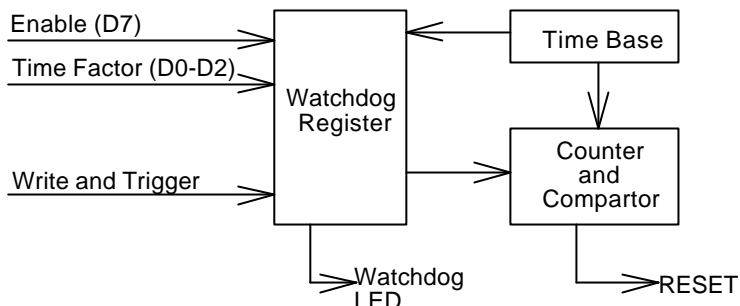 Enable (D7)
Time Factor (D0-D2)
Write and Trigger
Watchdog
Register
Time Base
Counter
and
Compartor
Watchdog
LED
RESET